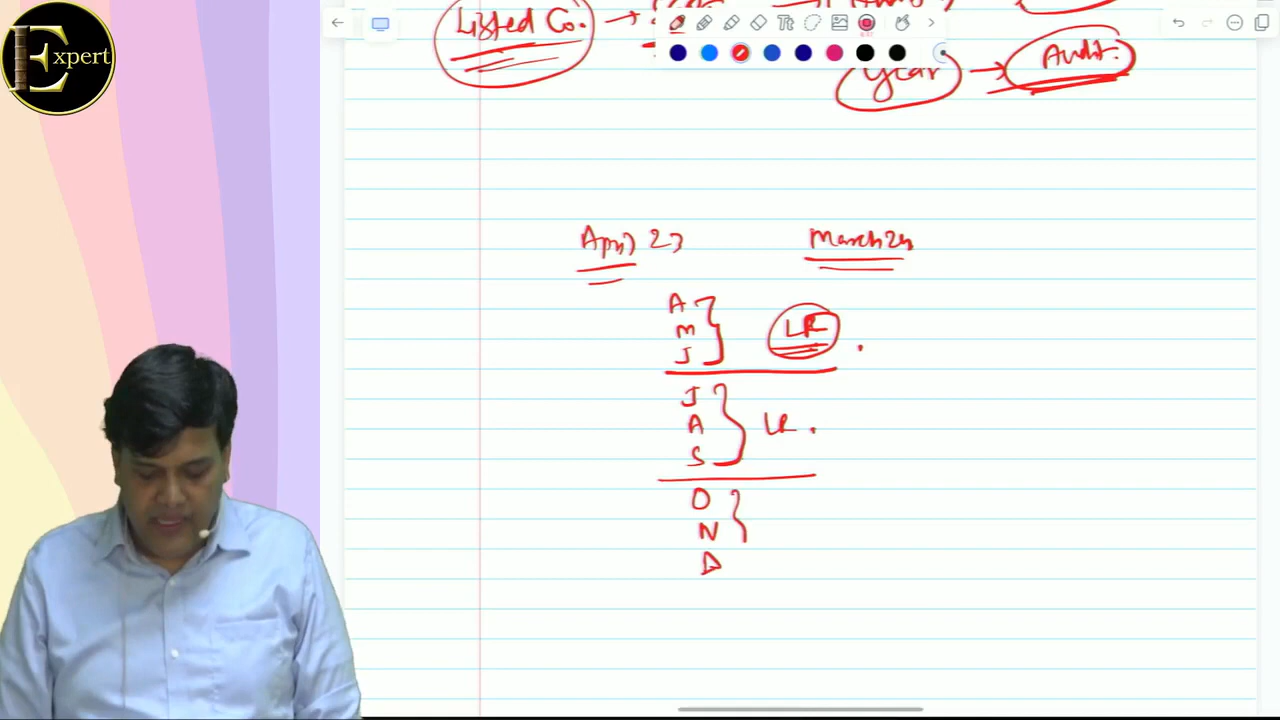 Expert
Listed Co.
Year → Audit.
April 23 March 24
A
M LR .
J
J
A LR .
S
O
N
D